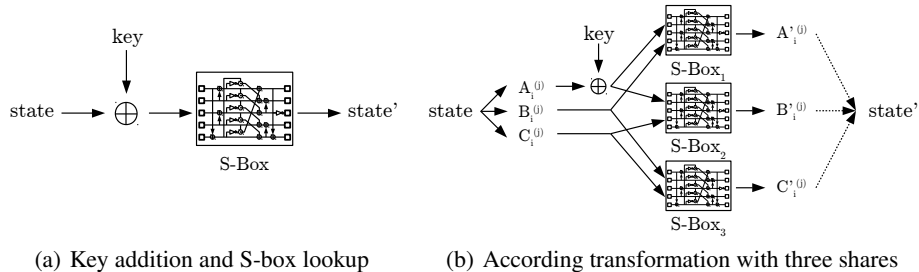 key
state
state'
S-Box
(a) Key addition and S-box lookup
key
state
A_i^(j)
B_i^(j)
C_i^(j)
S-Box_1
S-Box_2
S-Box_3
A'_i^(j)
B'_i^(j)
C'_i^(j)
state'
(b) According transformation with three shares